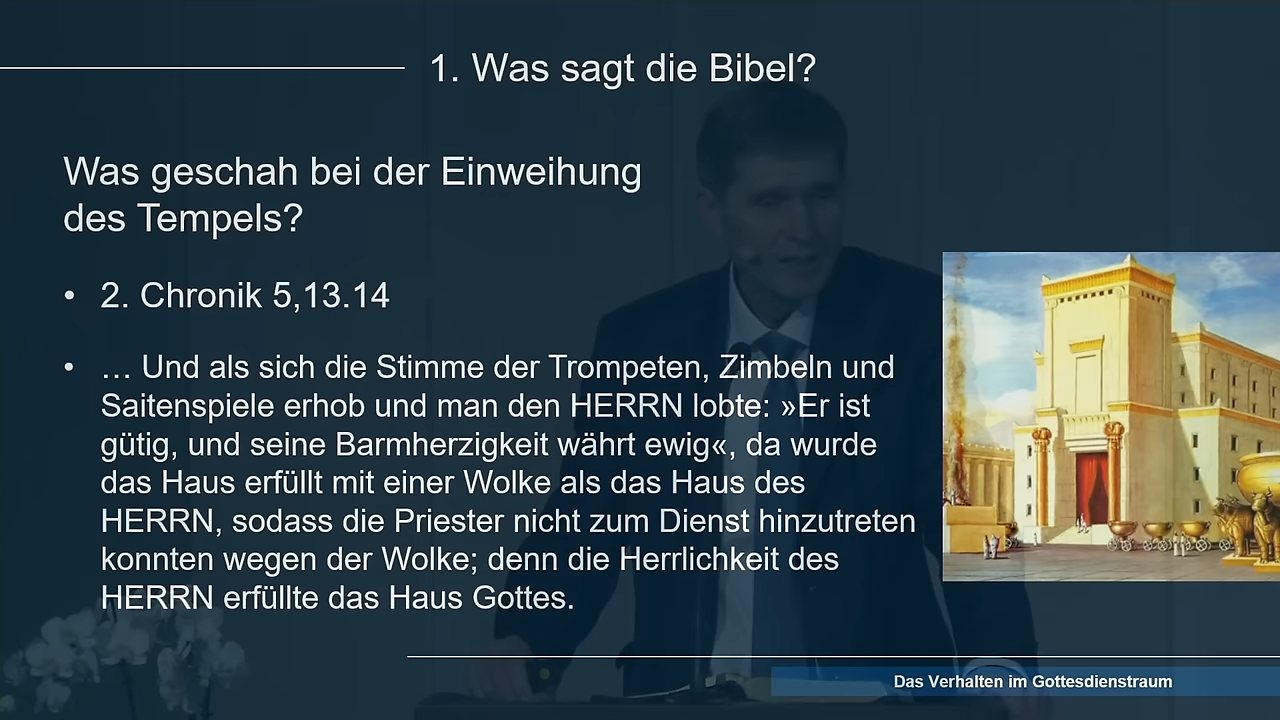 1. Was sagt die Bibel?
Was geschah bei der Einweihung
des Tempels?
• 2. Chronik 5,13.14
• … Und als sich die Stimme der Trompeten, Zimbeln und
Saitenspiele erhob und man den HERRN lobte: »Er ist
gütig, und seine Barmherzigkeit währt ewig«, da wurde
das Haus erfüllt mit einer Wolke als das Haus des
HERRN, sodass die Priester nicht zum Dienst hinzutreten
konnten wegen der Wolke; denn die Herrlichkeit des
HERRN erfüllte das Haus Gottes.
Das Verhalten im Gottesdienstraum